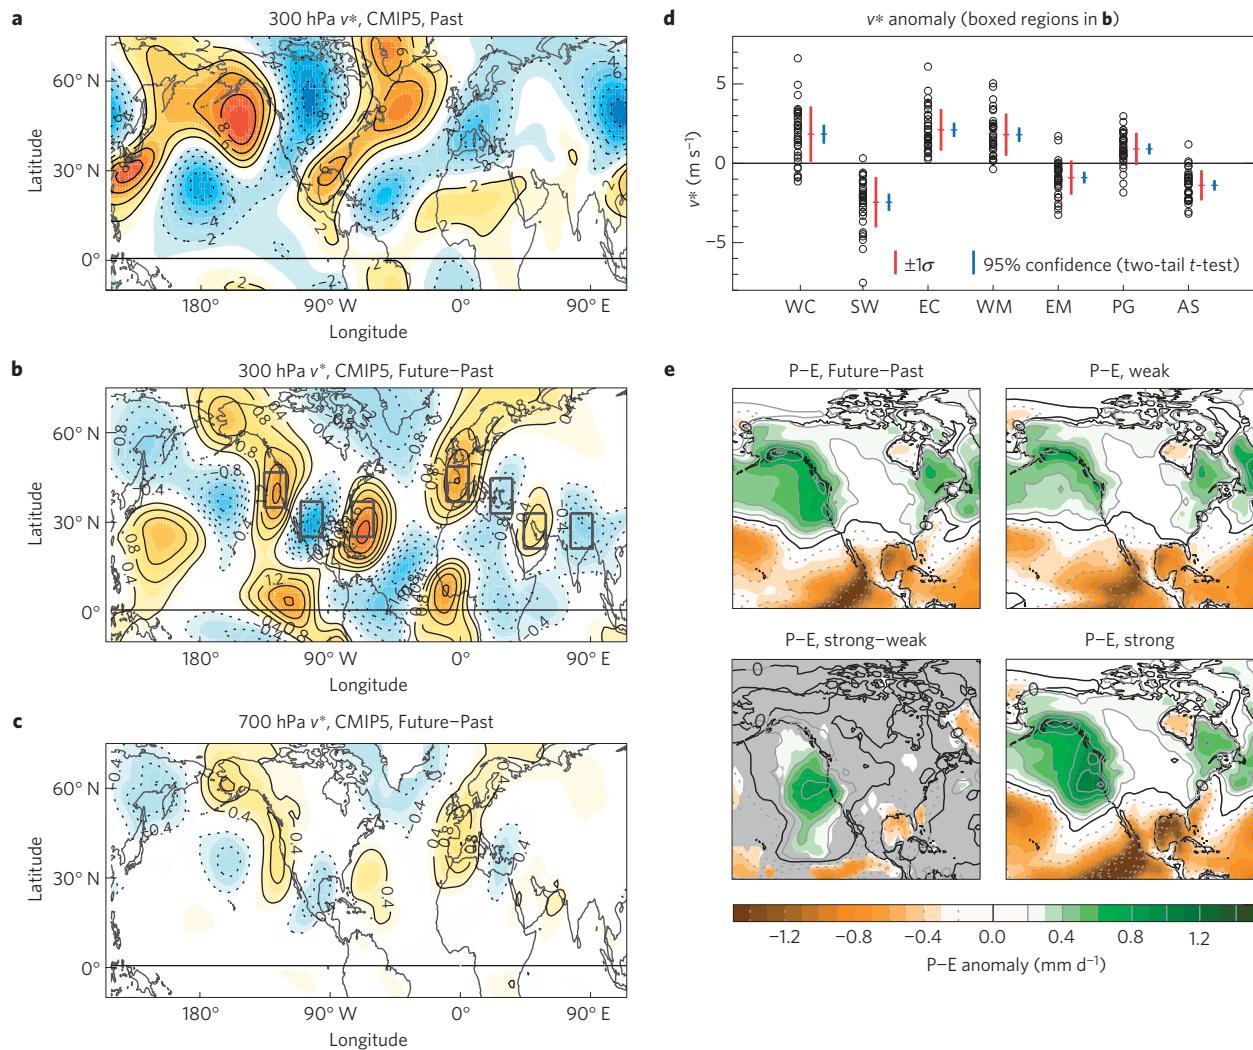 a
300 hPa v*, CMIP5, Past
60° N
30° N
0°
Latitude
180°
90° W
0°
90° E
Longitude
b
300 hPa v*, CMIP5, Future–Past
60° N
30° N
0°
Latitude
180°
90° W
0°
90° E
Longitude
c
700 hPa v*, CMIP5, Future–Past
60° N
30° N
0°
Latitude
180°
90° W
0°
90° E
Longitude
d
v* anomaly (boxed regions in b)
5
0
−5
v* (m s⁻¹)
±1σ
95% confidence (two-tail t-test)
WC SW EC WM EM PG AS
e
P–E, Future–Past
P–E, weak
P–E, strong–weak
P–E, strong
−1.2 −0.8 −0.4 0.0 0.4 0.8 1.2
P–E anomaly (mm d⁻¹)